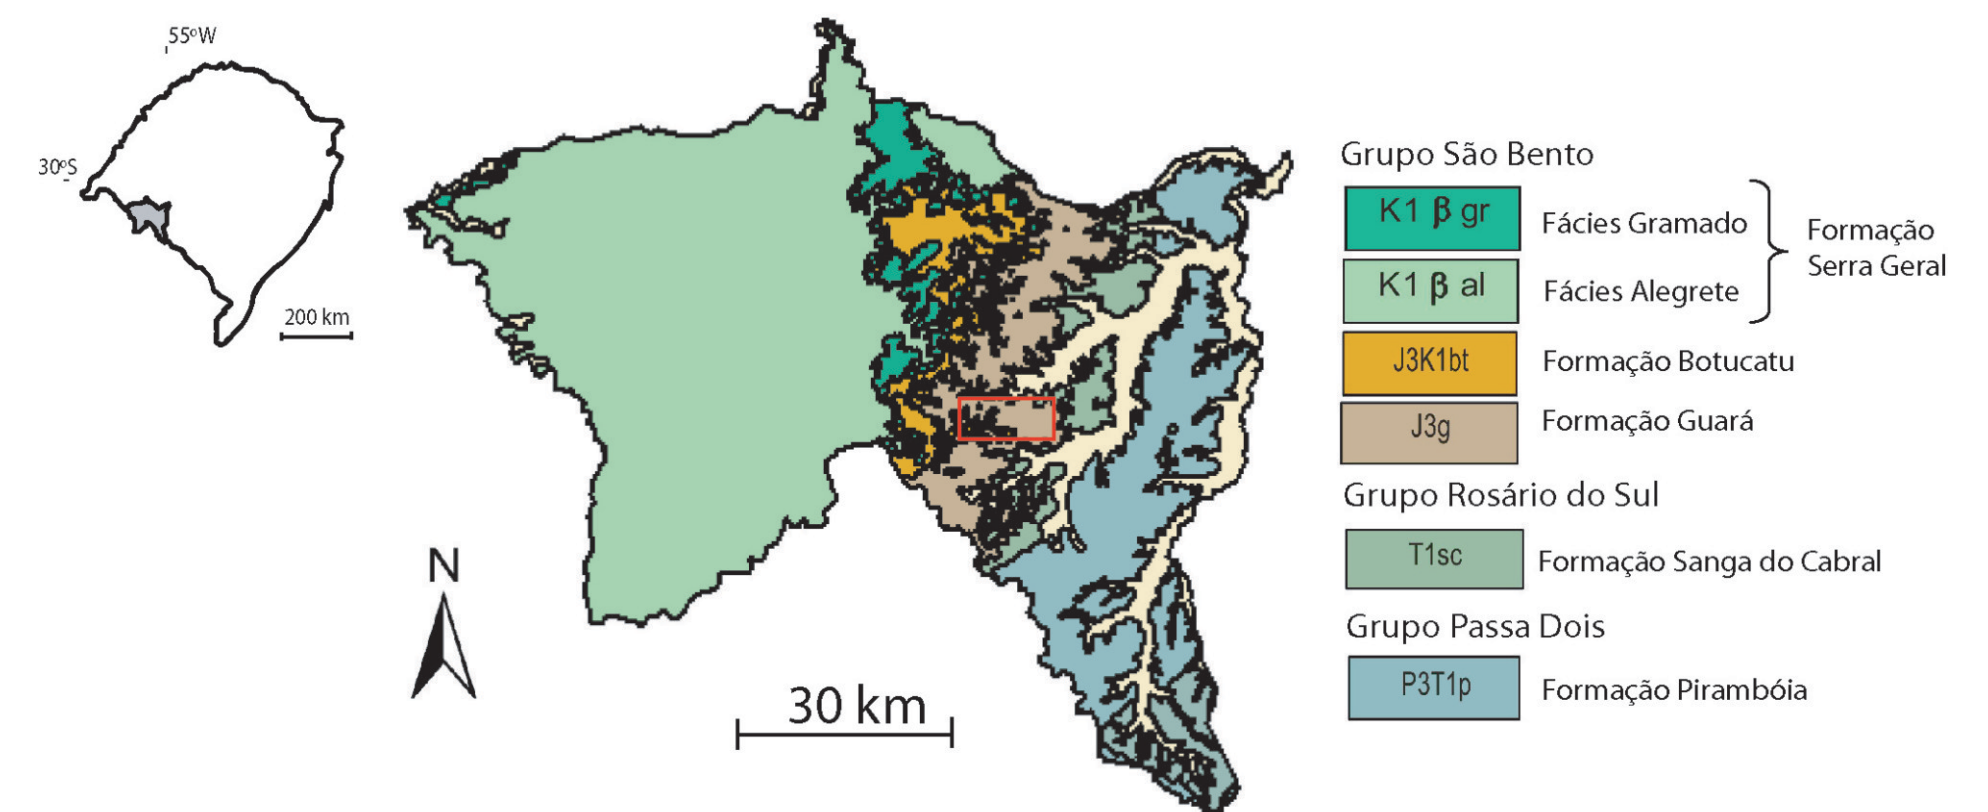 55ºW
30ºS
200 km
N
30 km
Grupo São Bento
K1 β gr
Fácies Gramado
K1 β al
Fácies Alegrete
Formação
Serra Geral
J3K1bt
Formação Botucatu
J3g
Formação Guará
Grupo Rosário do Sul
T1sc
Formação Sanga do Cabral
Grupo Passa Dois
P3T1p
Formação Pirambóia